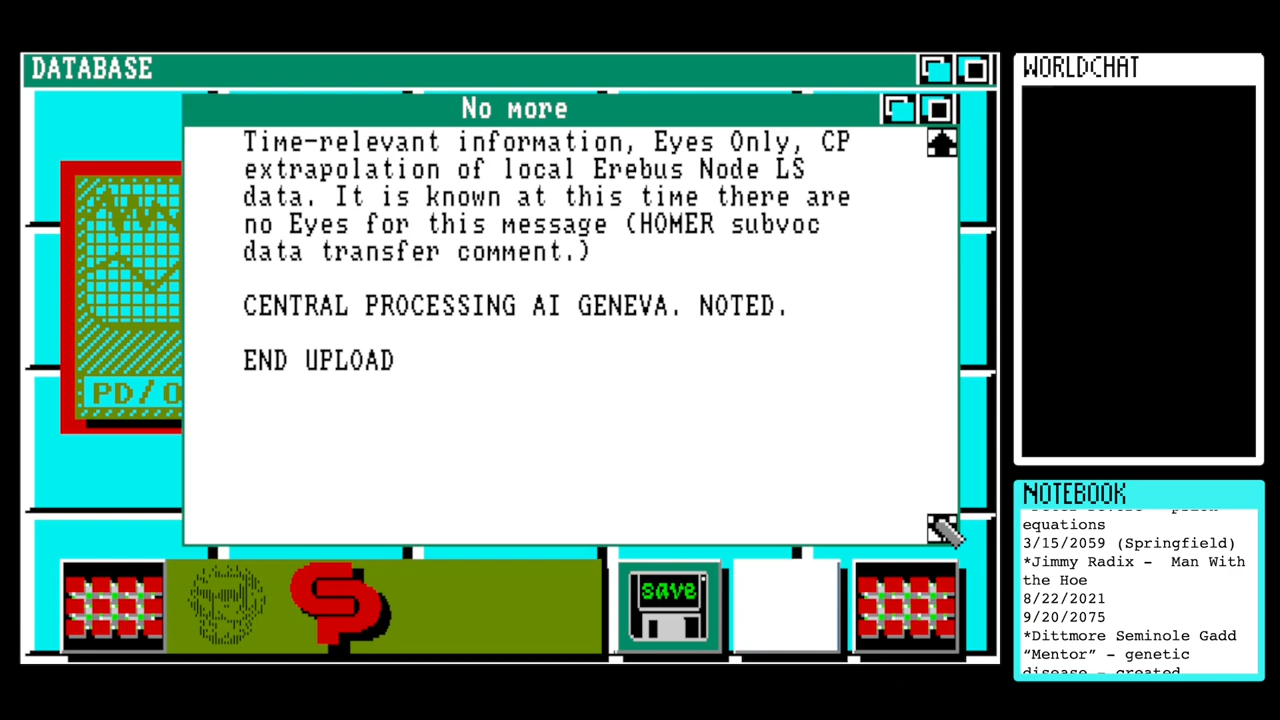 DATABASE
No more
Time-relevant information, Eyes Only, CP
extrapolation of local Erebus Node LS
data. It is known at this time there are
no Eyes for this message (HOMER subvoc
data transfer comment.)
CENTRAL PROCESSING AI GENEVA. NOTED.
END UPLOAD
PD/O
save
WORLDCHAT
NOTEBOOK
equations
3/15/2059 (Springfield)
*Jimmy Radix - Man With
the Hoe
8/22/2021
9/20/2075
*Dittmore Seminole Gadd
“Mentor” - genetic
disease - created